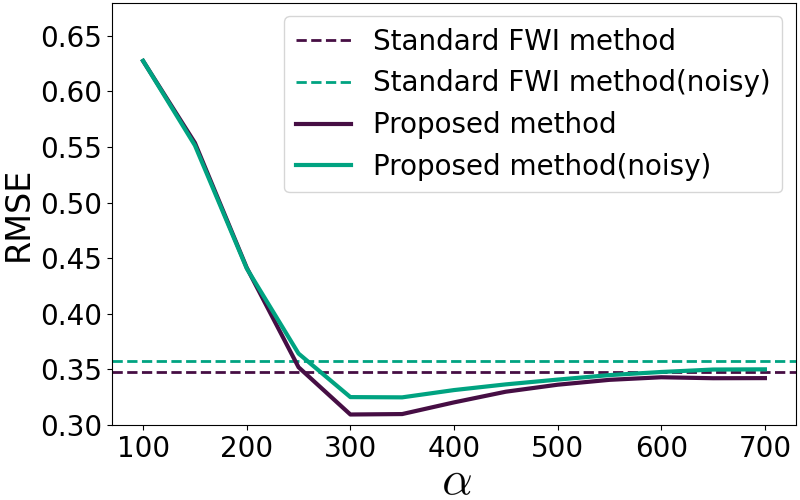 Standard FWI method
Standard FWI method(noisy)
Proposed method
Proposed method(noisy)
RMSE
0.65
0.60
0.55
0.50
0.45
0.40
0.35
0.30
100 200 300 400 500 600 700
α